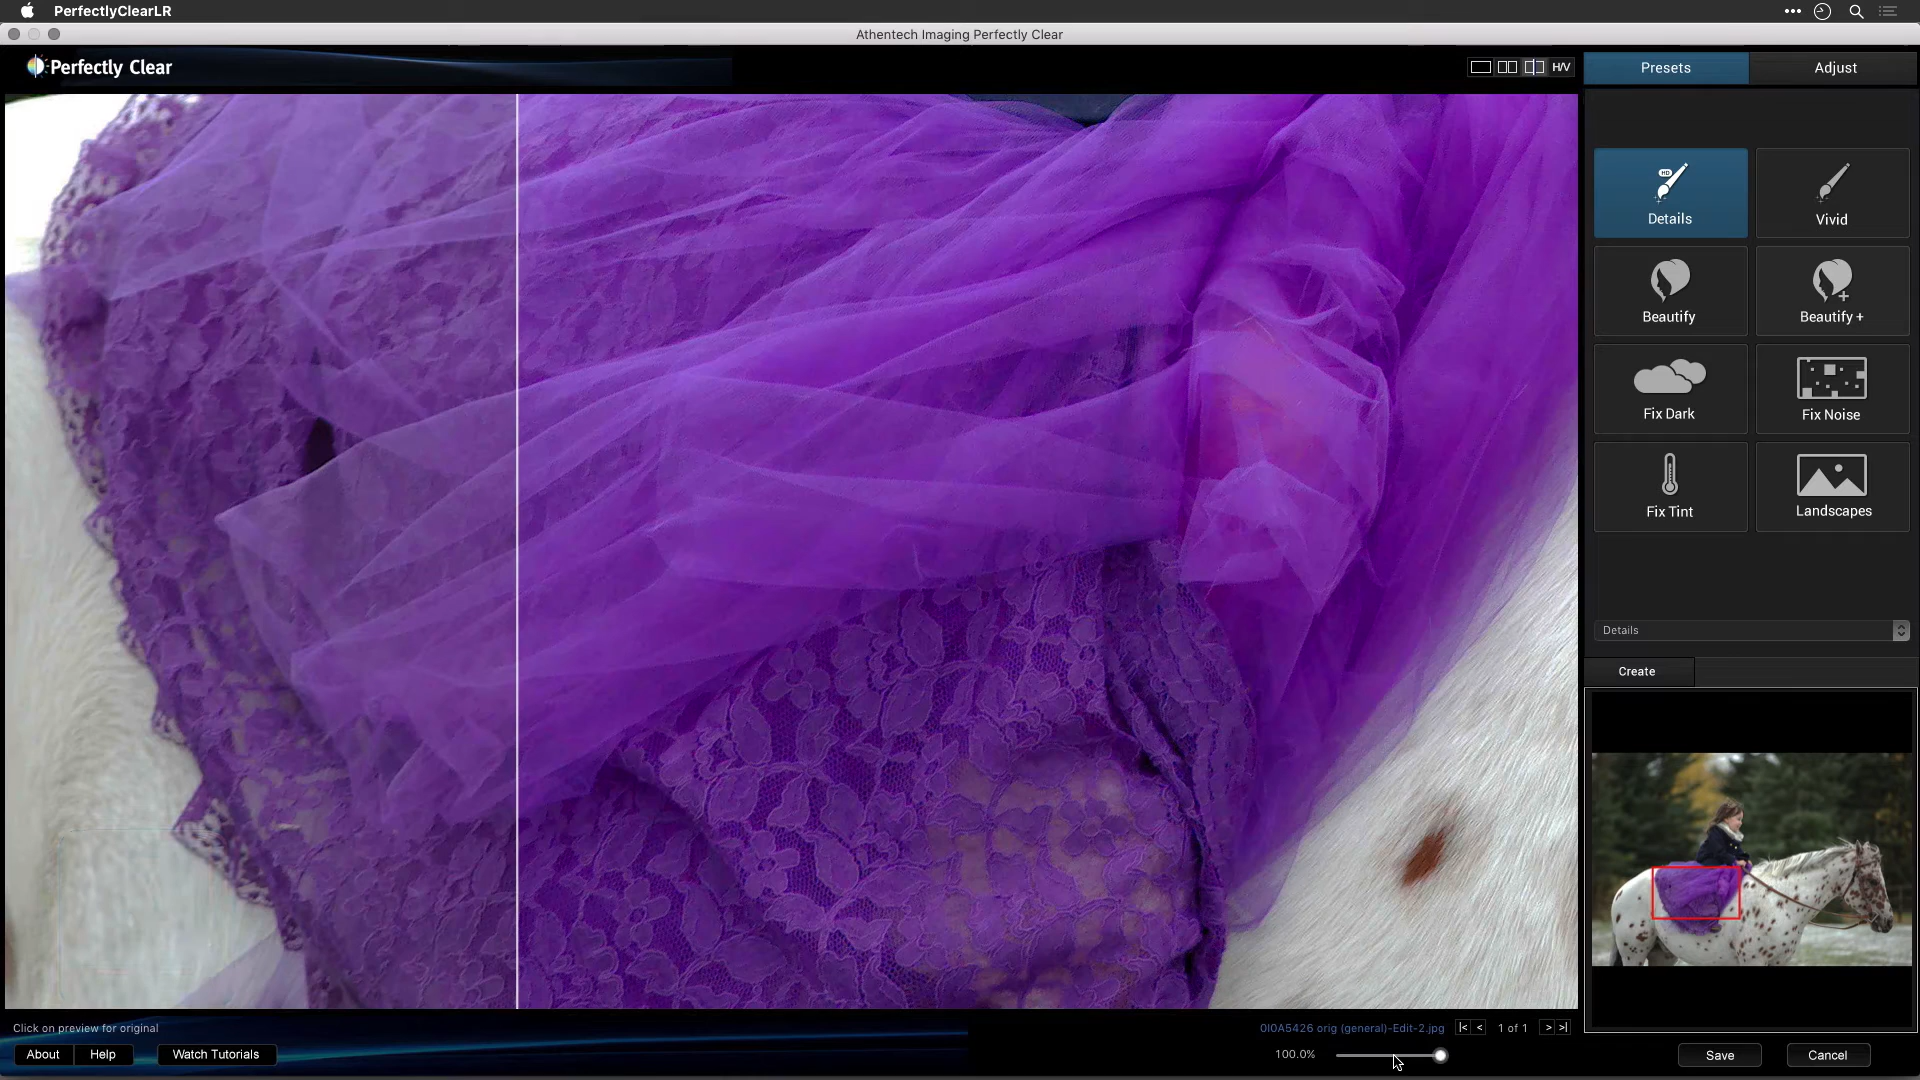 PerfectlyClearLR
Athentech Imaging Perfectly Clear
Perfectly Clear
H/V
Presets
Adjust
HD
Details
Vivid
Beautify
Beautify +
Fix Dark
Fix Noise
Fix Tint
Landscapes
Details
Create
Click on preview for original
0I0A5426 orig (general)-Edit-2.jpg
|< < 1 of 1 > >|
About
Help
Watch Tutorials
100.0%
Save
Cancel